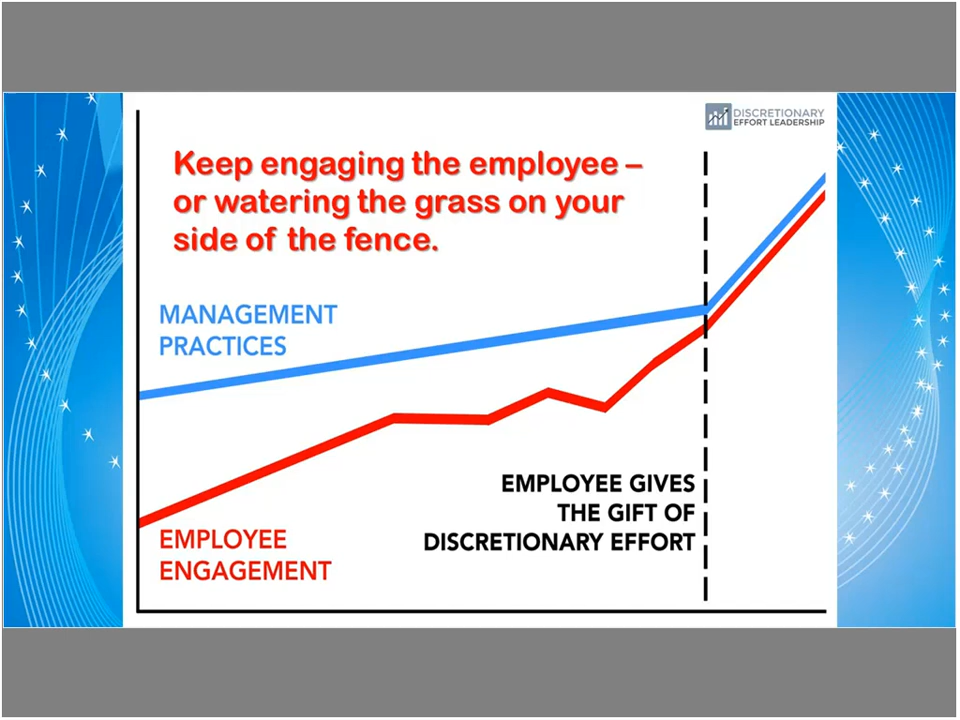 DISCRETIONARY
EFFORT LEADERSHIP
Keep engaging the employee –
or watering the grass on your
side of the fence.
MANAGEMENT
PRACTICES
EMPLOYEE GIVES
THE GIFT OF
DISCRETIONARY EFFORT
EMPLOYEE
ENGAGEMENT